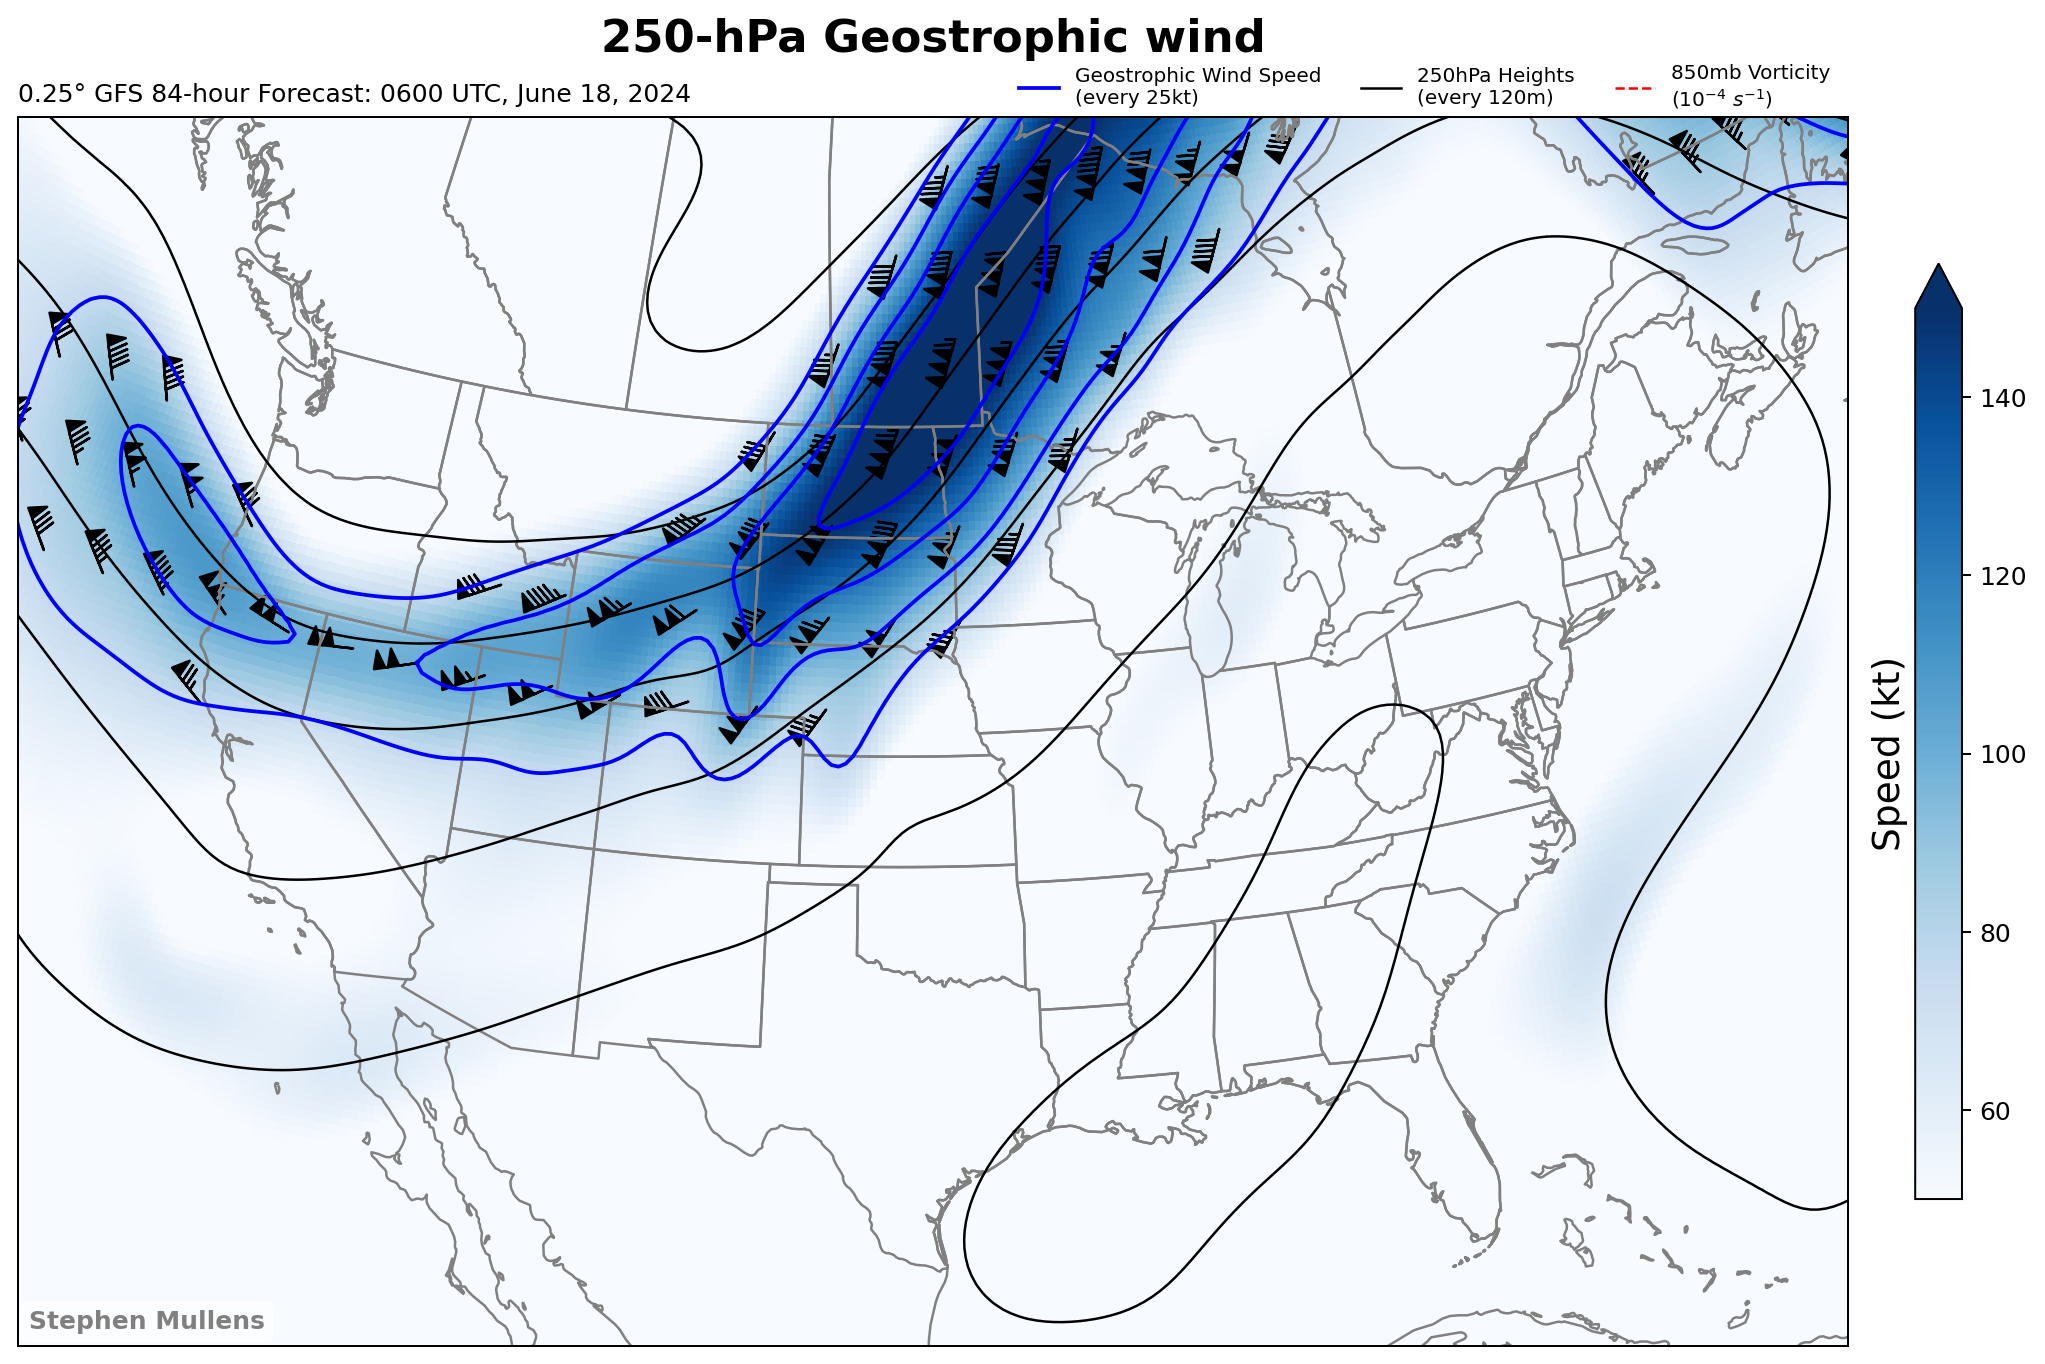 250-hPa Geostrophic wind
0.25° GFS 84-hour Forecast: 0600 UTC, June 18, 2024
Geostrophic Wind Speed
(every 25kt)
250hPa Heights
(every 120m)
850mb Vorticity
(10⁻⁴ s⁻¹)
140
120
100
80
60
Speed (kt)
Stephen Mullens